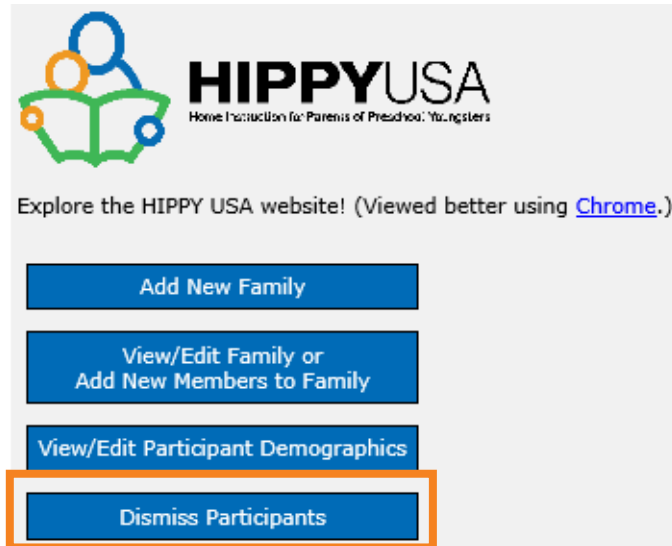 HIPPYUSA
Home Instruction for Parents of Preschool Youngsters
Explore the HIPPY USA website! (Viewed better using Chrome.)
Add New Family
View/Edit Family or
Add New Members to Family
View/Edit Participant Demographics
Dismiss Participants